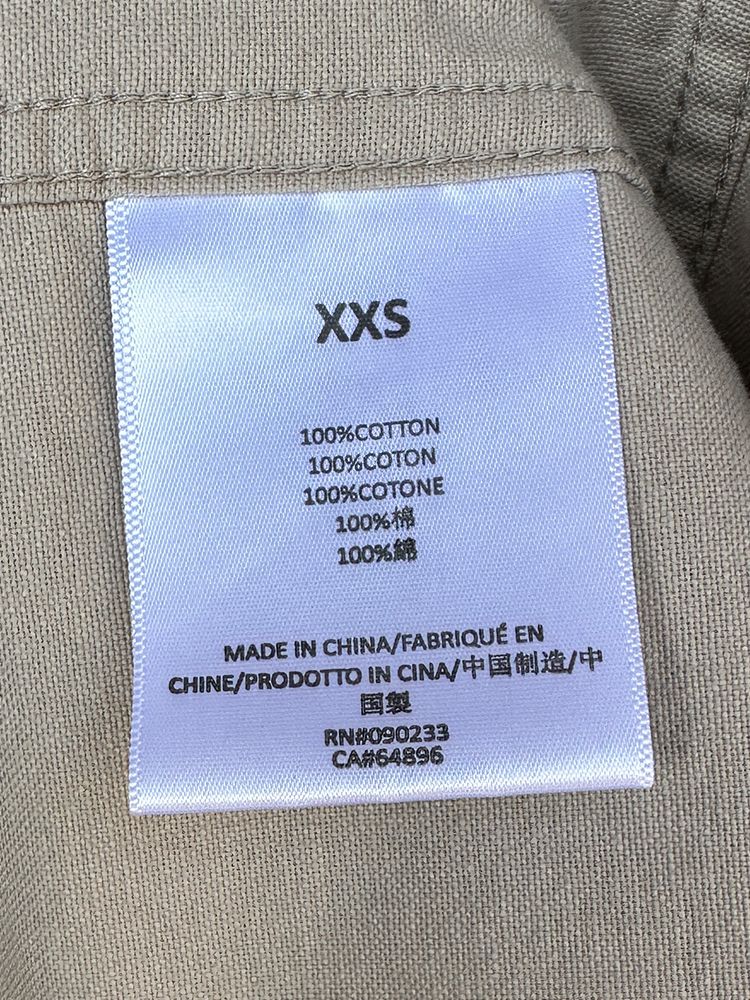 XXS
100%COTTON
100%COTON
100%COTONE
100%棉
100%綿
MADE IN CHINA/FABRIQUÉ EN
CHINE/PRODOTTO IN CINA/中国制造/中
国製
RN#090233
CA#64896